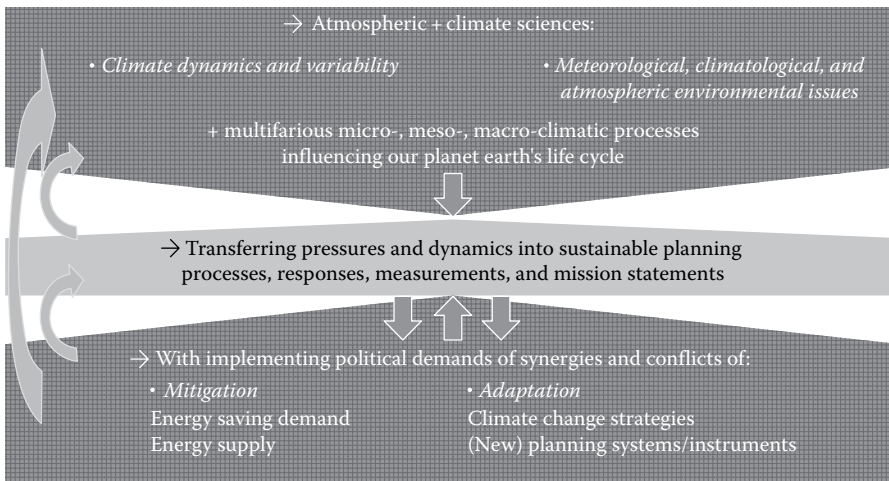 → Atmospheric + climate sciences:
• Climate dynamics and variability
• Meteorological, climatological, and
atmospheric environmental issues
+ multifarious micro-, meso-, macro-climatic processes
influencing our planet earth's life cycle
→ Transferring pressures and dynamics into sustainable planning
processes, responses, measurements, and mission statements
→ With implementing political demands of synergies and conflicts of:
• Mitigation
Energy saving demand
Energy supply
• Adaptation
Climate change strategies
(New) planning systems/instruments